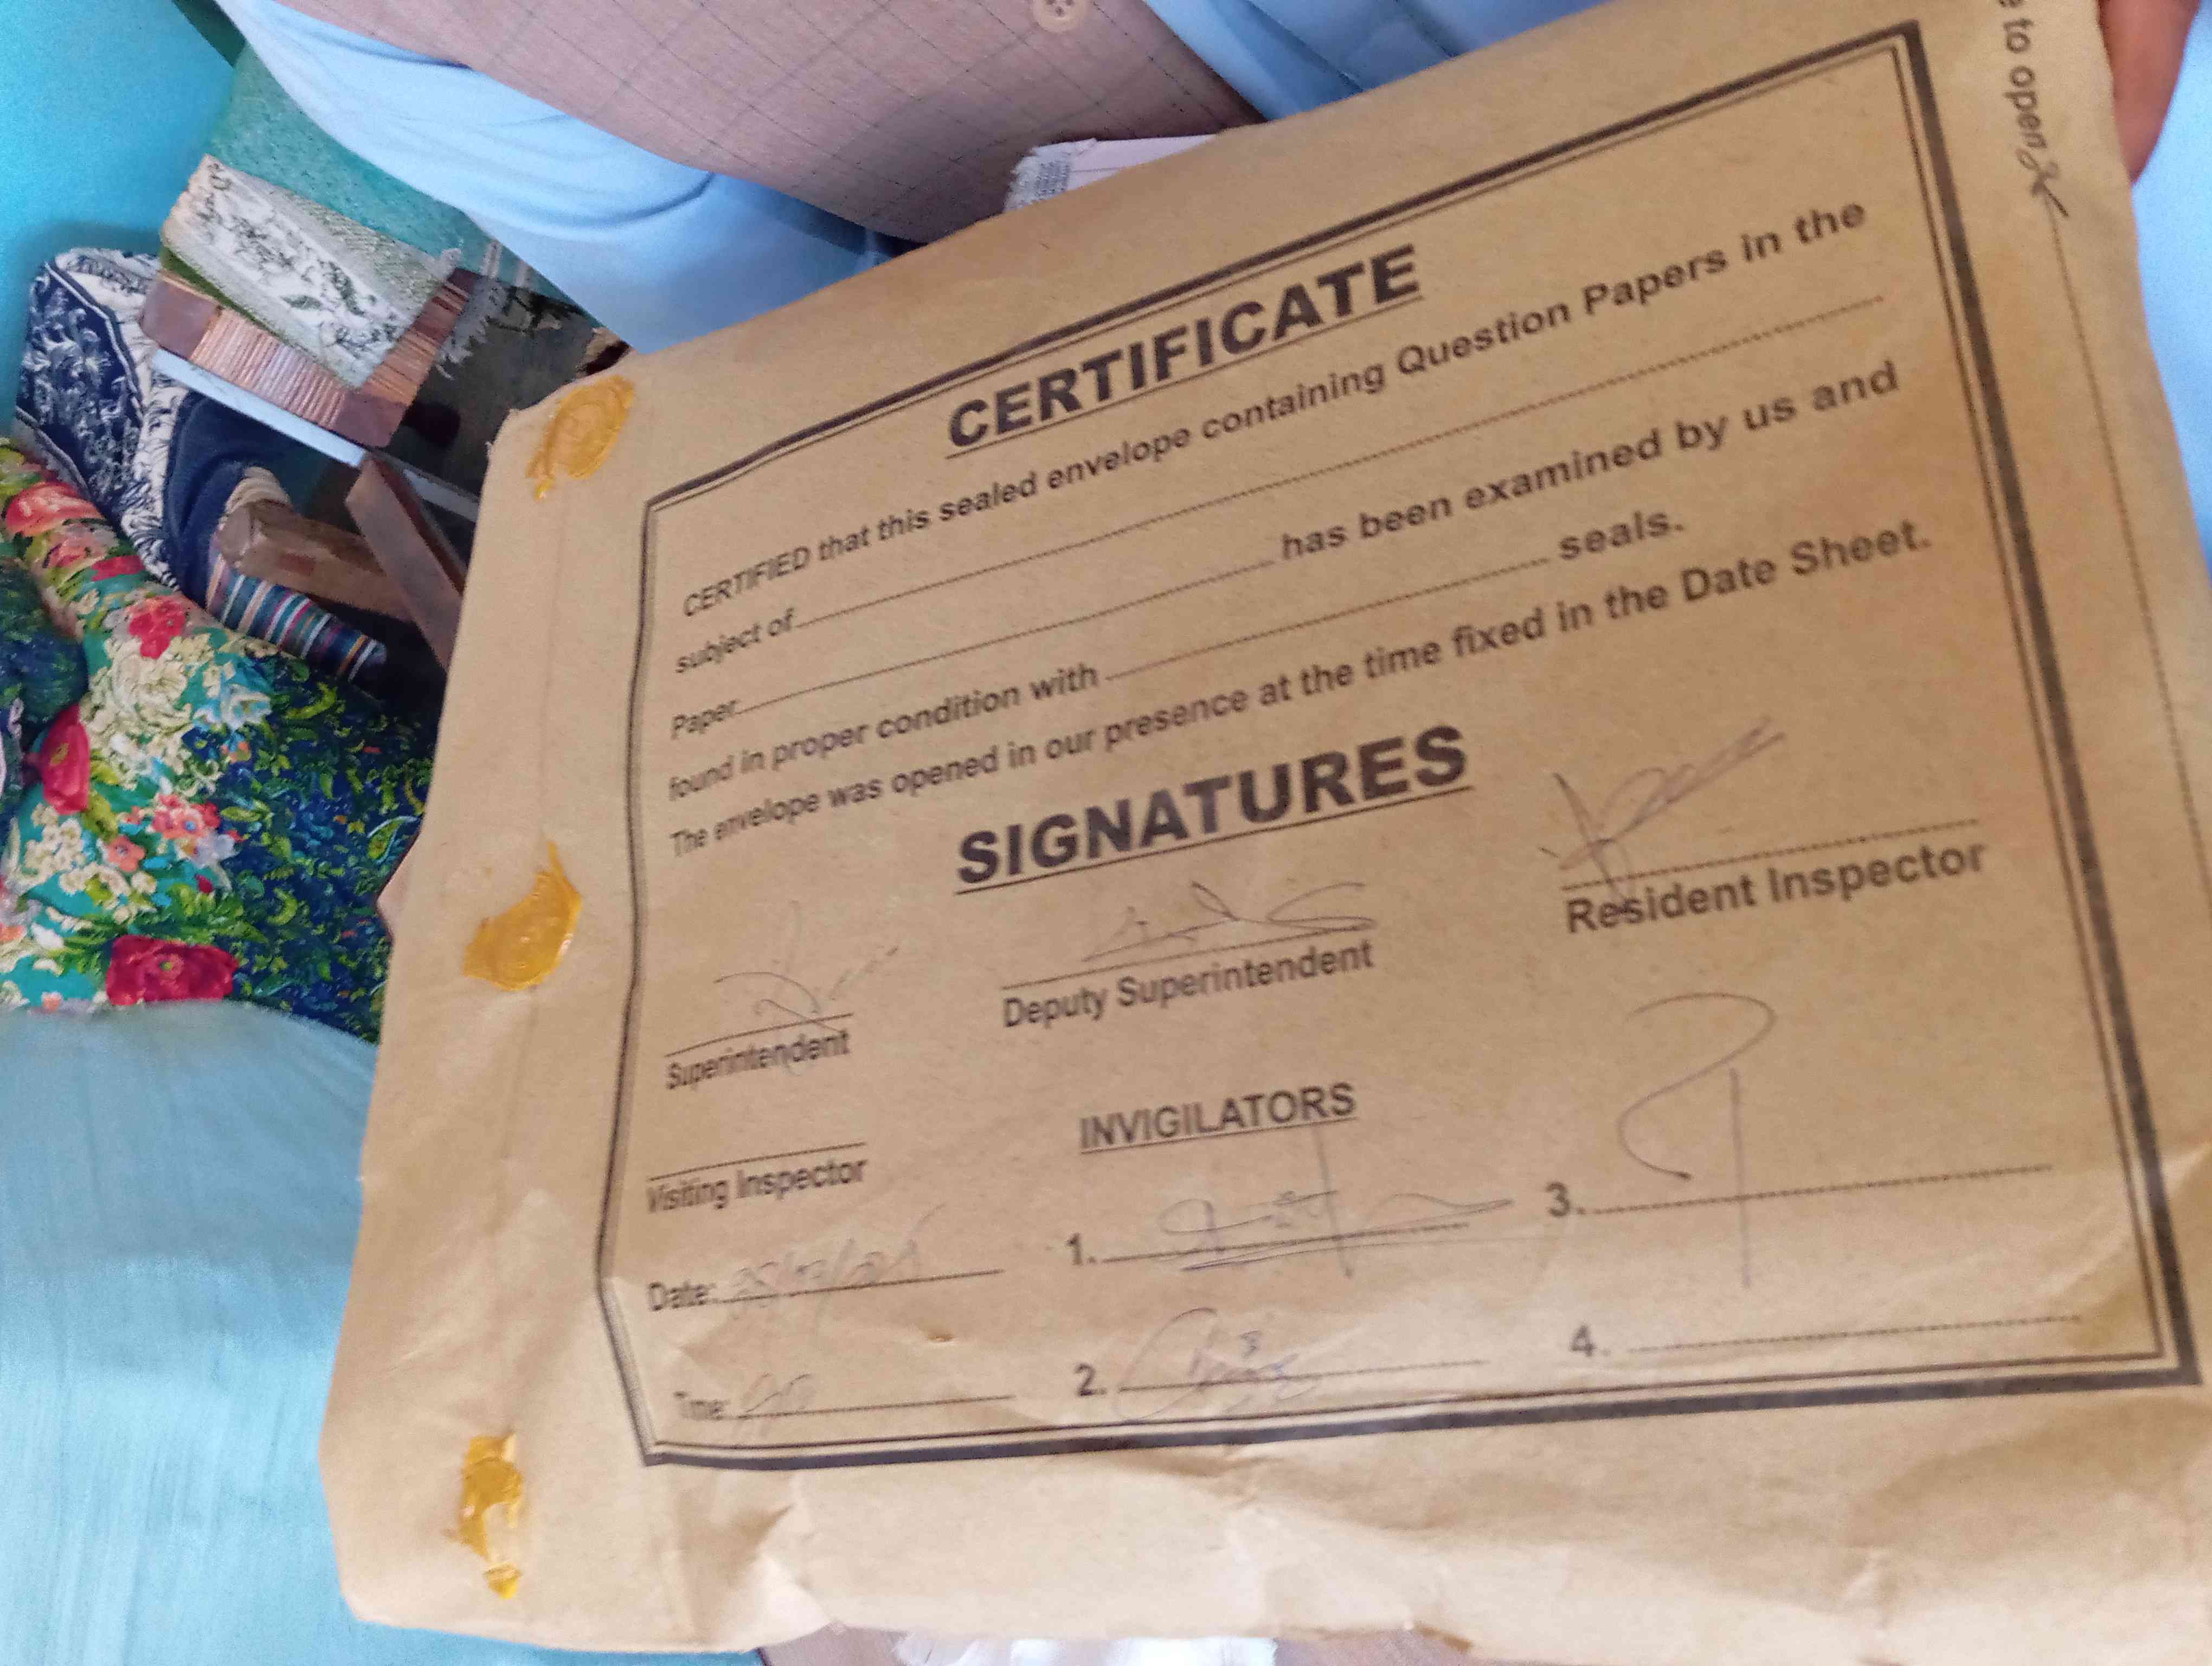 e to open
CERTIFICATE
CERTIFIED that this sealed envelope containing Question Papers in the
subject of
Paper has been examined by us and
found in proper condition with seals.
The envelope was opened in our presence at the time fixed in the Date Sheet.
SIGNATURES
Superintendent
Deputy Superintendent
Resident Inspector
Visiting Inspector
INVIGILATORS
Date:
1.
3.
Time:
2.
4.